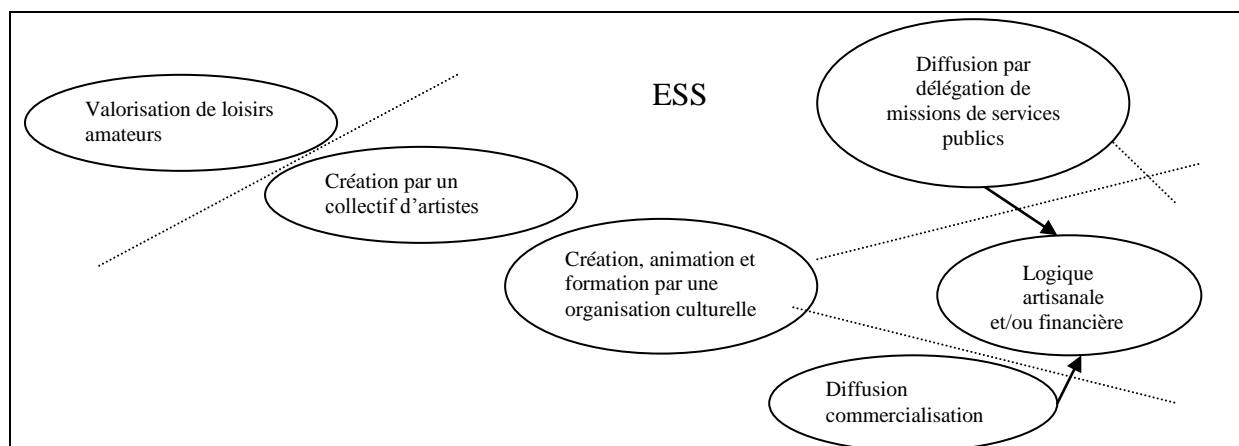 Valorisation de loisirs
amateurs
Création par un
collectif d'artistes
ESS
Création, animation et
formation par une
organisation culturelle
Diffusion par
délégation de
missions de services
publics
Logique
artisanale
et/ou financière
Diffusion
commercialisation